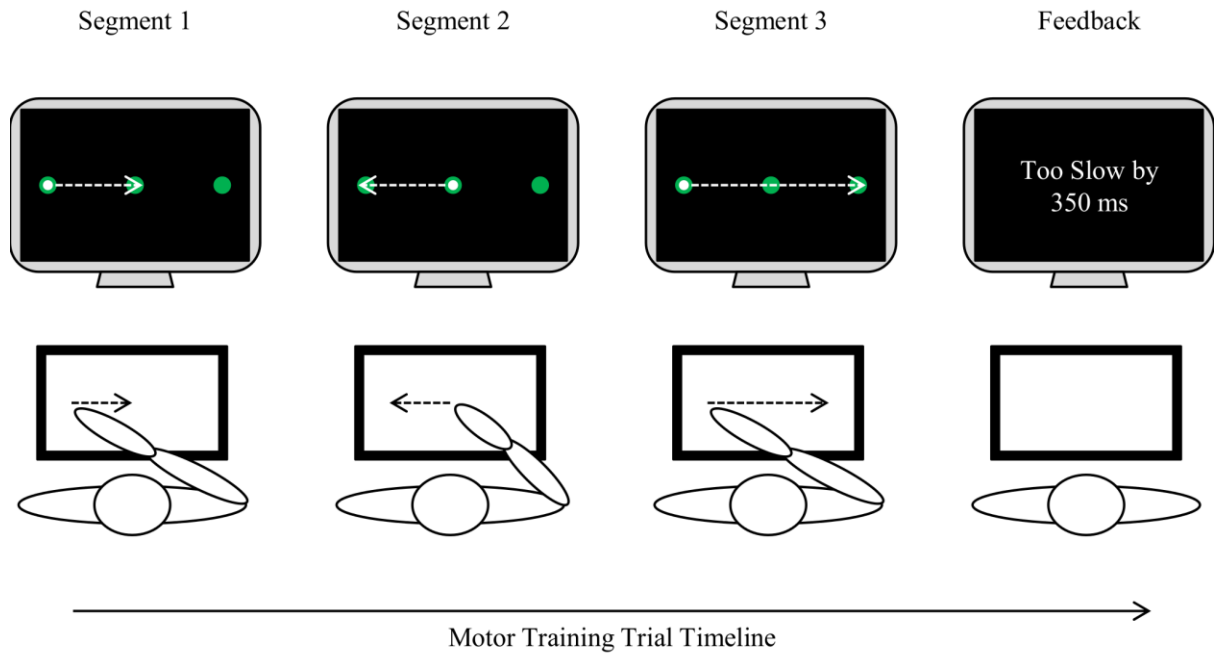 Segment 1
Segment 2
Segment 3
Feedback
Too Slow by
350 ms
Motor Training Trial Timeline